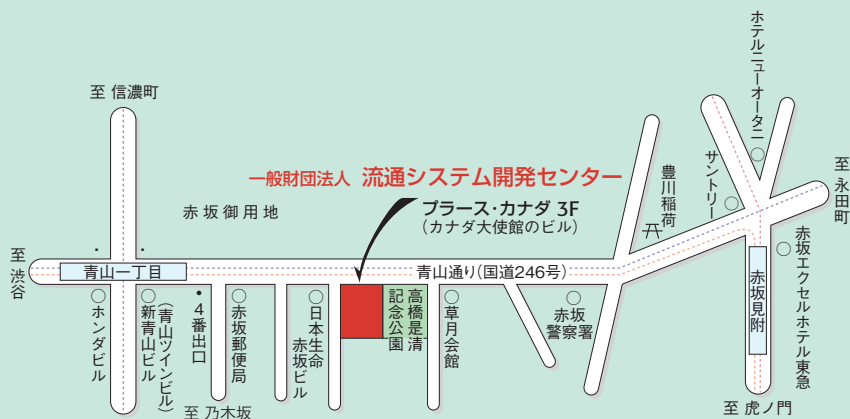 至 信濃町
一般財団法人 流通システム開発センター
プラース・カナダ 3F
(カナダ大使館のビル)
赤坂御用地
至 渋谷
青山一丁目
青山通り(国道246号)
ホンダビル
新青山ビル
(青山ツインビル)
4番出口
赤坂郵便局
至 乃木坂
日本生命
赤坂ビル
高橋是清
記念公園
草月会館
赤坂
警察署
豊川稲荷
サントリー
ホテルニューオータニ
至 永田町
赤坂見附
赤坂エクセルホテル東急
至 虎ノ門